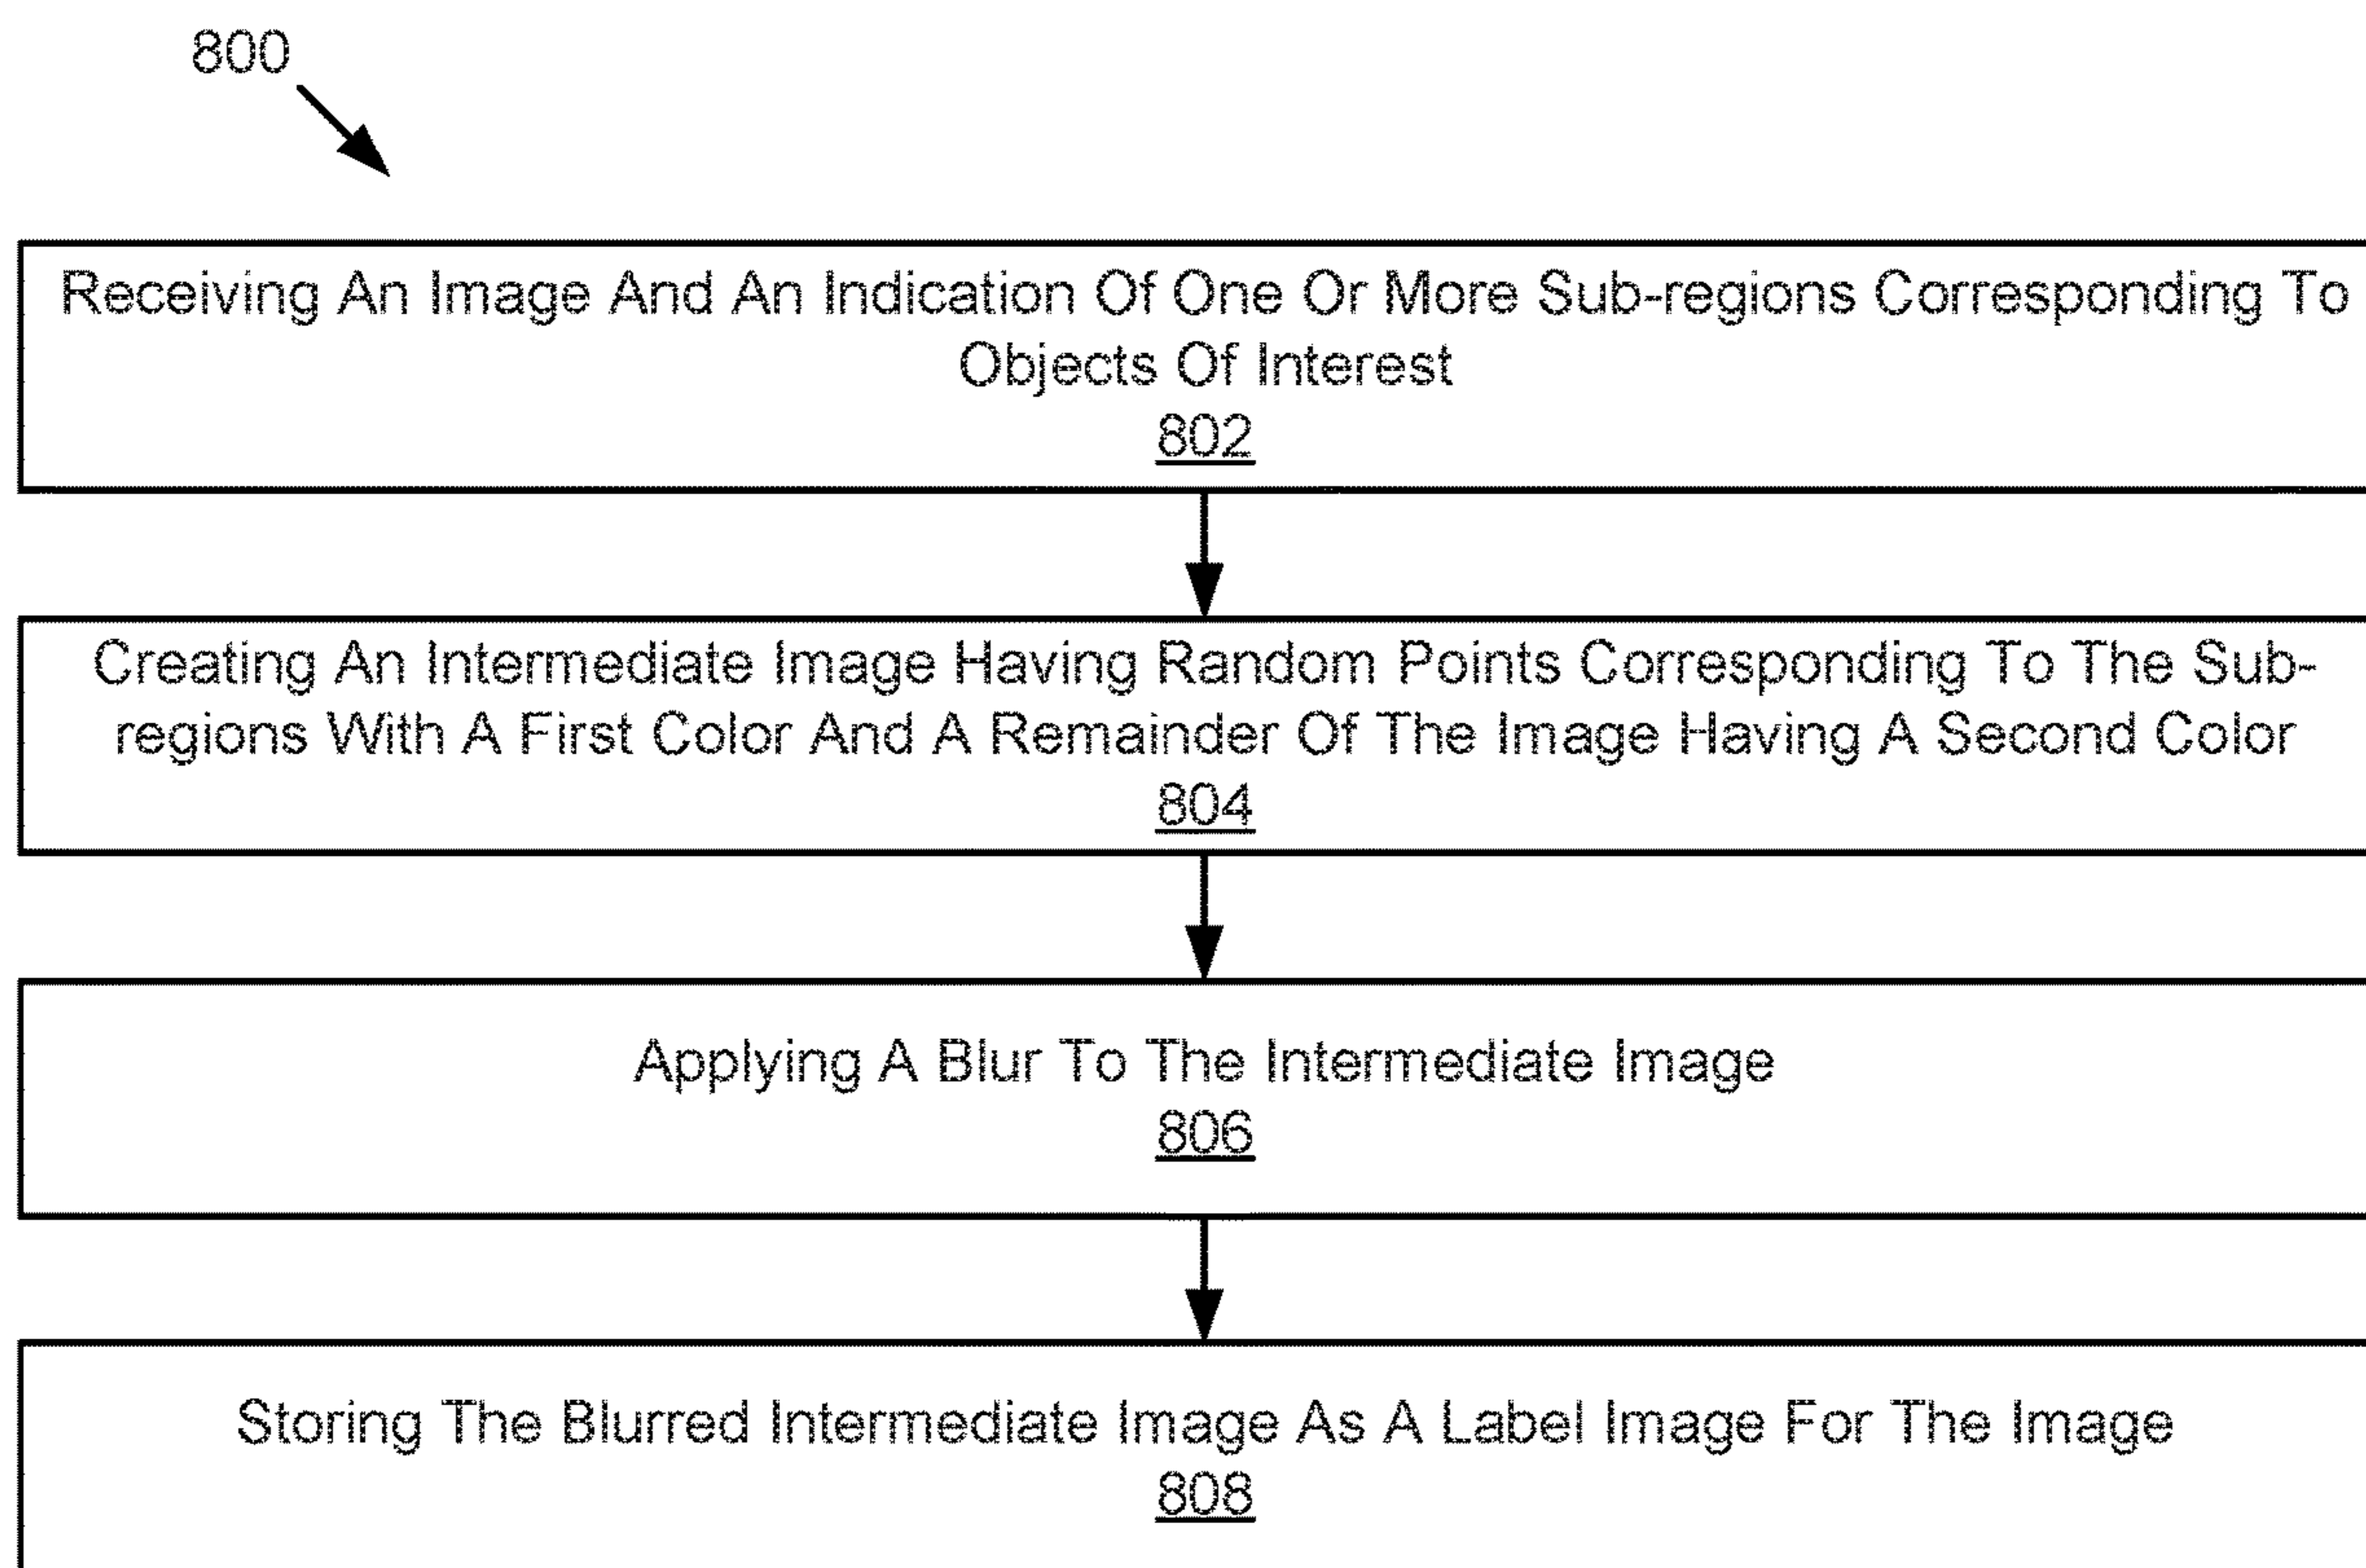 800
Receiving An Image And An Indication Of One Or More Sub-regions Corresponding To
Objects Of Interest
802
Creating An Intermediate Image Having Random Points Corresponding To The Sub-
regions With A First Color And A Remainder Of The Image Having A Second Color
804
Applying A Blur To The Intermediate Image
806
Storing The Blurred Intermediate Image As A Label Image For The Image
808